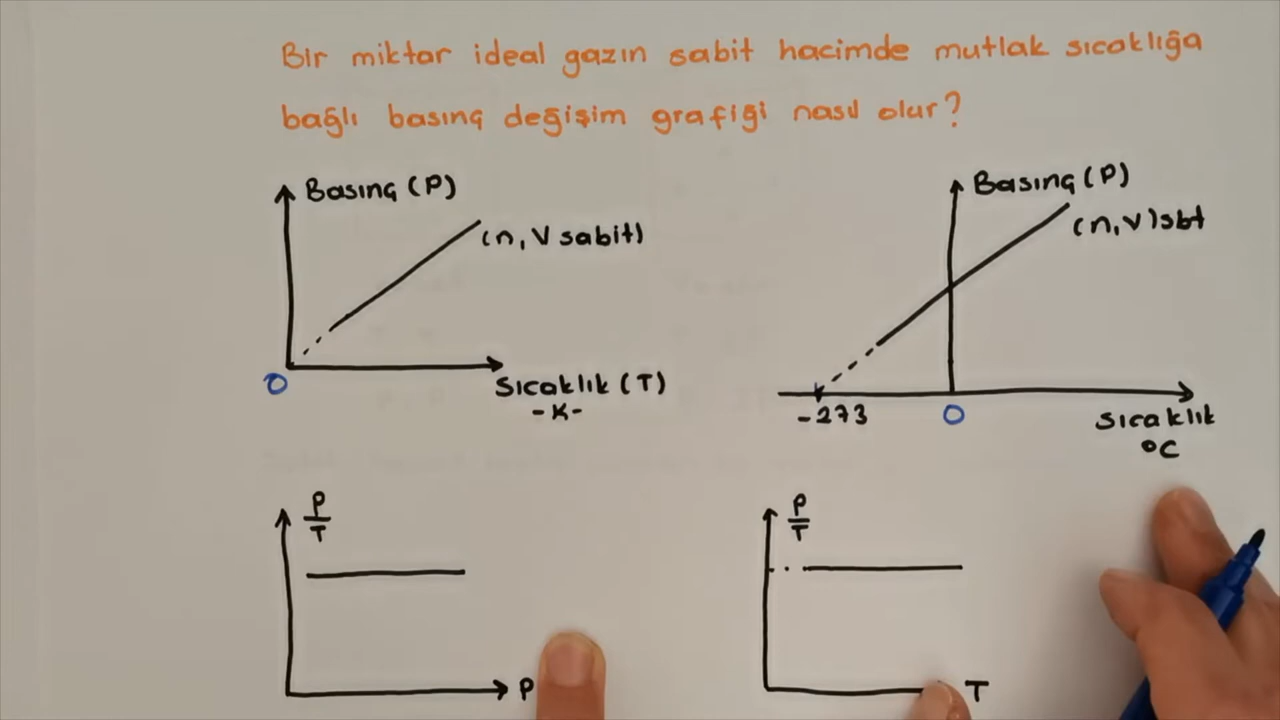 Bir miktar ideal gazın sabit hacimde mutlak sıcaklığa
bağlı basınç değişim grafiği nasıl olur?
Basınç (P)
(n, V sabit)
0
Sıcaklık (T)
-K-
Basınç (P)
(n, V) sbt
-273
0
Sıcaklık
°C
P
T
P
P
T
T